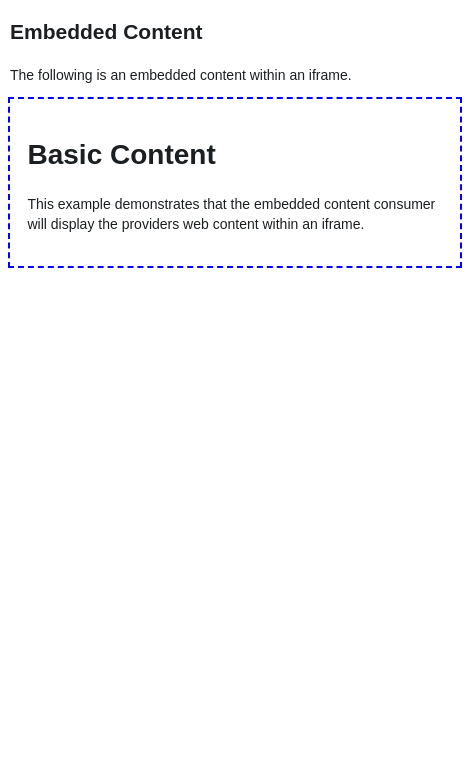 Embedded Content
The following is an embedded content within an iframe.
Basic Content
This example demonstrates that the embedded content consumer
will display the providers web content within an iframe.